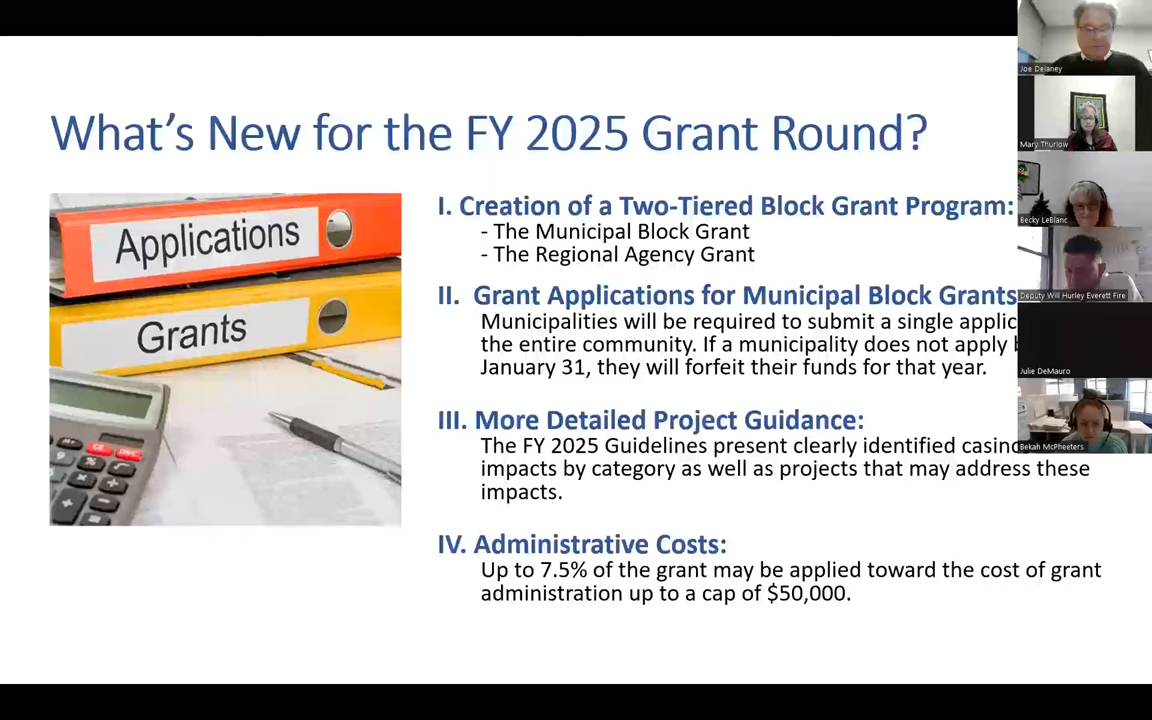 What's New for the FY 2025 Grant Round?
Applications
Grants
I. Creation of a Two-Tiered Block Grant Program:
- The Municipal Block Grant
- The Regional Agency Grant
II. Grant Applications for Municipal Block Grants
Municipalities will be required to submit a single
the entire community. If a municipality does not apply
January 31, they will forfeit their funds for that year.
III. More Detailed Project Guidance:
The FY 2025 Guidelines present clearly identified casino
impacts by category as well as projects that may address these
impacts.
IV. Administrative Costs:
Up to 7.5% of the grant may be applied toward the cost of grant
administration up to a cap of $50,000.
Joe Delaney
Mary Thurlow
Becky LeBlanc
Deputy Will Hurley Everett Fire
Julie DeMauro
Bekah McPheeters